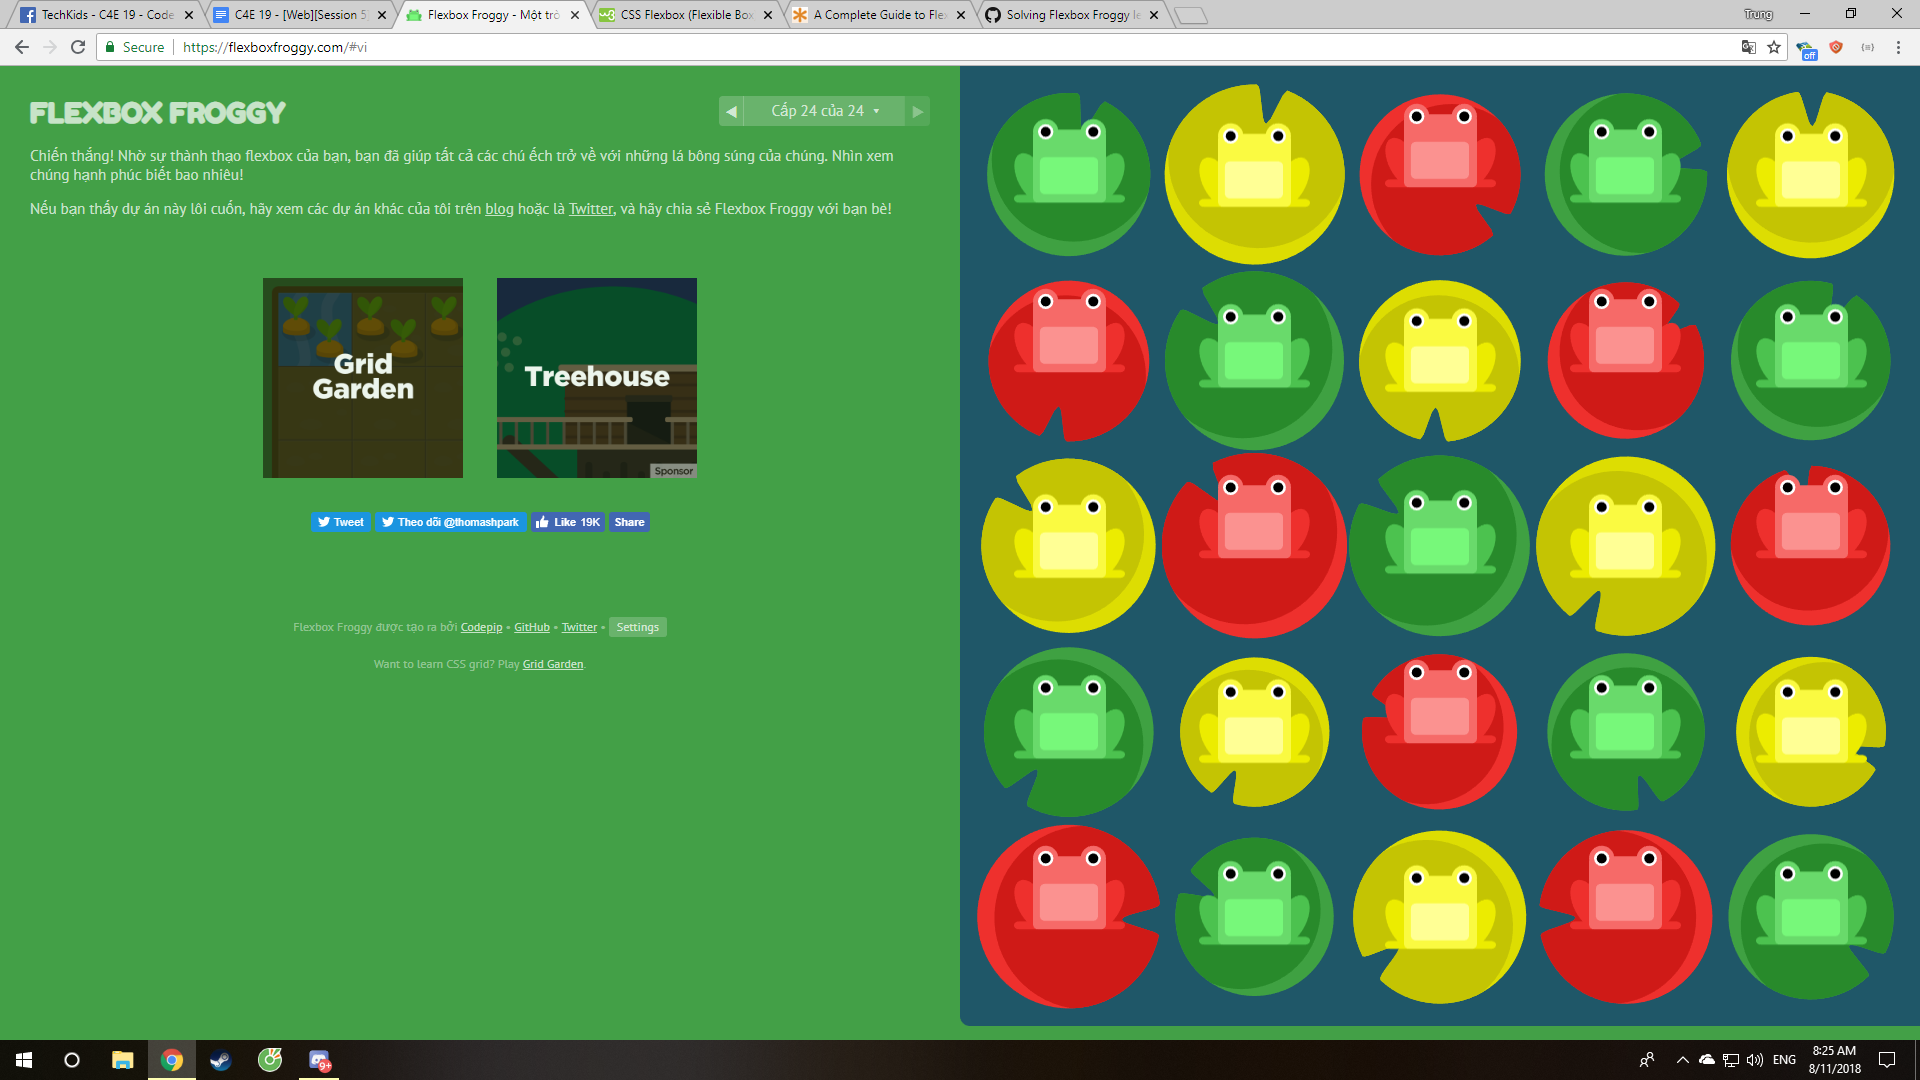 TechKids - C4E 19 - Code
C4E 19 - [Web][Session 5]
Flexbox Froggy - Một trò
CSS Flexbox (Flexible Box
A Complete Guide to Flex
Solving Flexbox Froggy le
Trung
Secure
https://flexboxfroggy.com/#vi
off
FLEXBOX FROGGY
Cấp 24 của 24
Chiến thắng! Nhờ sự thành thạo flexbox của bạn, bạn đã giúp tất cả các chú ếch trở về với những lá bông súng của chúng. Nhìn xem
chúng hạnh phúc biết bao nhiêu!
Nếu bạn thấy dự án này lôi cuốn, hãy xem các dự án khác của tôi trên blog hoặc là Twitter, và hãy chia sẻ Flexbox Froggy với bạn bè!
Grid
Garden
Treehouse
Sponsor
Tweet
Theo dõi @thomashpark
Like 19K
Share
Flexbox Froggy được tạo ra bởi Codepip • GitHub • Twitter • Settings
Want to learn CSS grid? Play Grid Garden.
9+
ENG
8:25 AM
8/11/2018